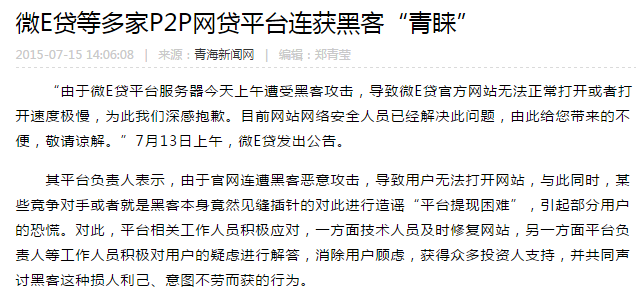 微E贷等多家P2P网贷平台连获黑客“青睐”
2015-07-15 14:06:08 | 来源：青海新闻网 | 编辑：郑青莹
“由于微E贷平台服务器今天上午遭受黑客攻击，导致微E贷官方网站无法正常打开或者打
开速度极慢，为此我们深感抱歉。目前网站网络安全人员已经解决此问题，由此给您带来的不
便，敬请谅解。”7月13日上午，微E贷发出公告。
其平台负责人表示，由于官网连遭黑客恶意攻击，导致用户无法打开网站，与此同时，某
些竞争对手或者就是黑客本身竟然见缝插针的对此进行造谣“平台提现困难”，引起部分用户
的恐慌。对此，平台相关工作人员积极应对，一方面技术人员及时修复网站，另一方面平台负
责人等工作人员积极对用户的疑虑进行解答，消除用户顾虑，获得众多投资人支持，并共同声
讨黑客这种损人利己、意图不劳而获的行为。